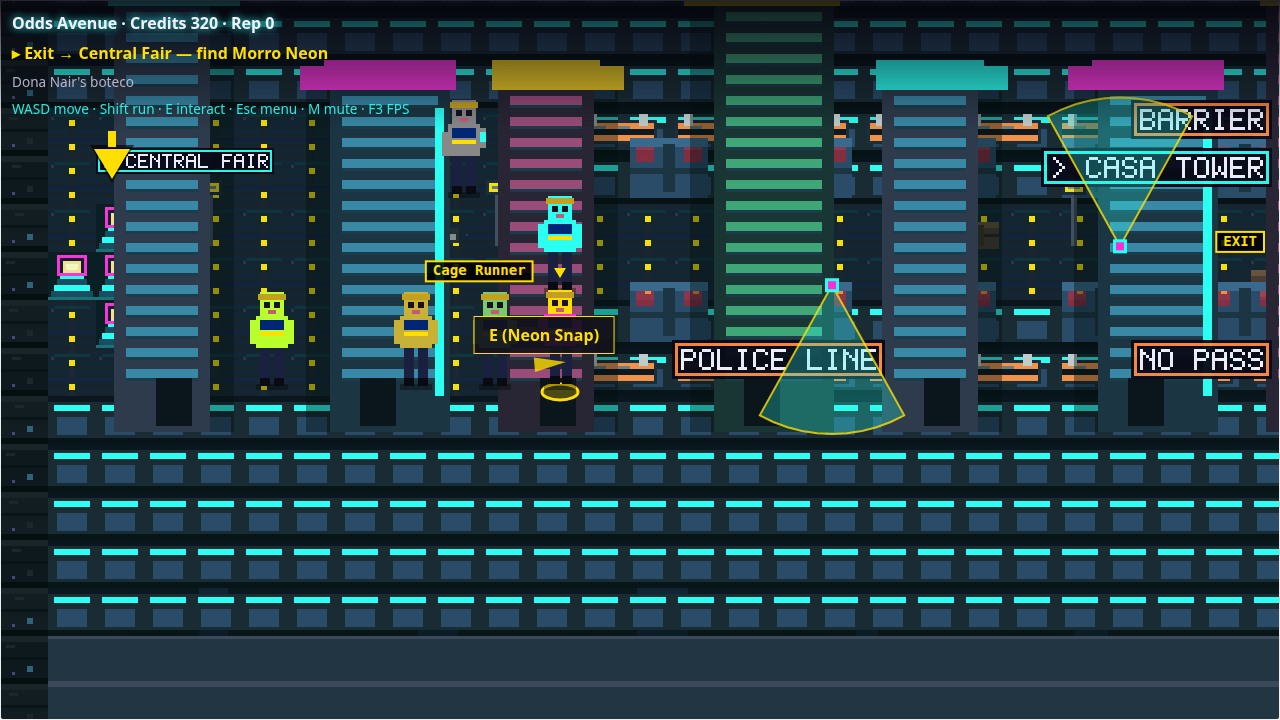 Odds Avenue · Credits 320 · Rep 0
▸ Exit → Central Fair — find Morro Neon
Dona Nair's boteco
WASD move · Shift run · E interact · Esc menu · M mute · F3 FPS
BARRIER
CENTRAL FAIR
> CASA TOWER
EXIT
Cage Runner
E (Neon Snap)
POLICE LINE
NO PASS